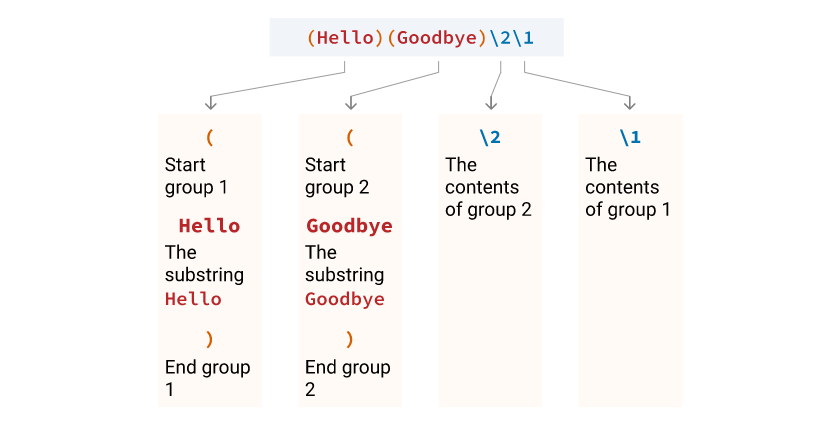 (Hello)(Goodbye)\2\1
(
Start
group 1
Hello
The
substring
Hello
)
End group
1
(
Start
group 2
Goodbye
The
substring
Goodbye
)
End group
2
\2
The
contents
of group 2
\1
The
contents
of group 1